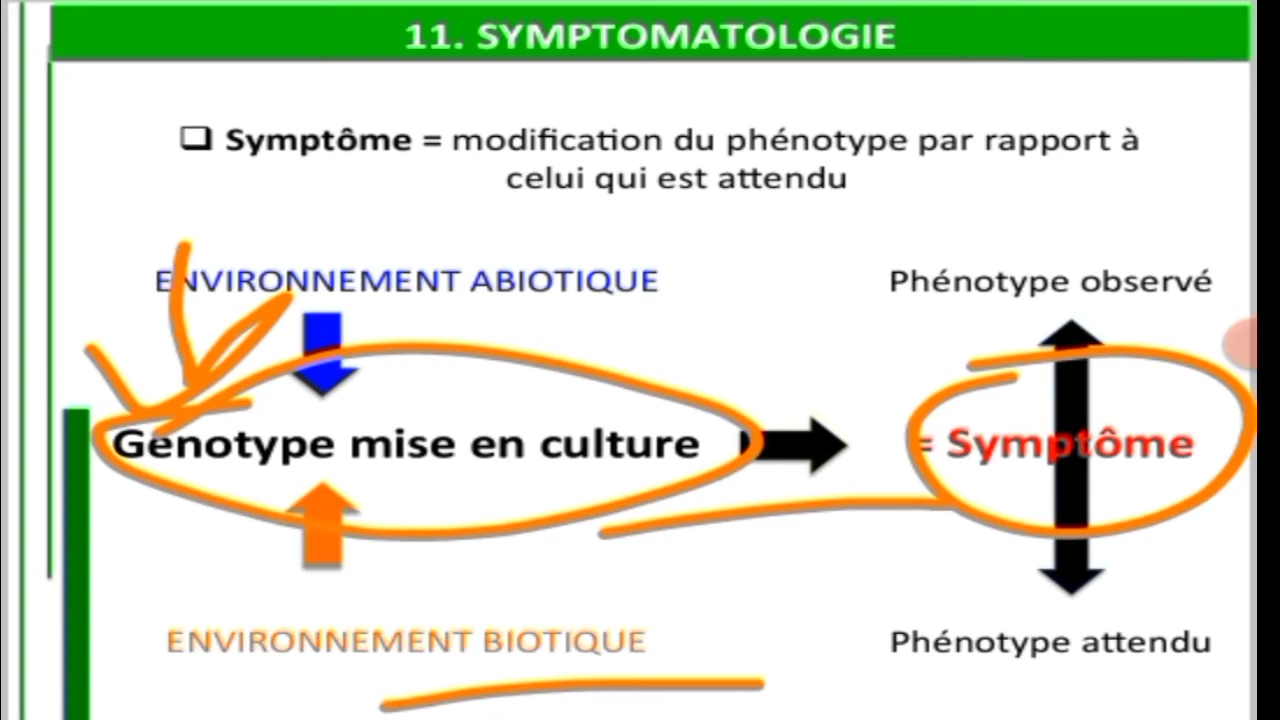 11. SYMPTOMATOLOGIE
Symptôme = modification du phénotype par rapport à
celui qui est attendu
ENVIRONNEMENT ABIOTIQUE
Phénotype observé
Génotype mise en culture
= Symptôme
ENVIRONNEMENT BIOTIQUE
Phénotype attendu